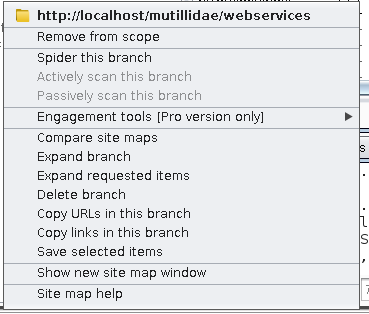 http://localhost/mutillidae/webservices
Remove from scope
Spider this branch
Actively scan this branch
Passively scan this branch
Engagement tools [Pro version only]
Compare site maps
Expand branch
Expand requested items
Delete branch
Copy URLs in this branch
Copy links in this branch
Save selected items
Show new site map window
Site map help